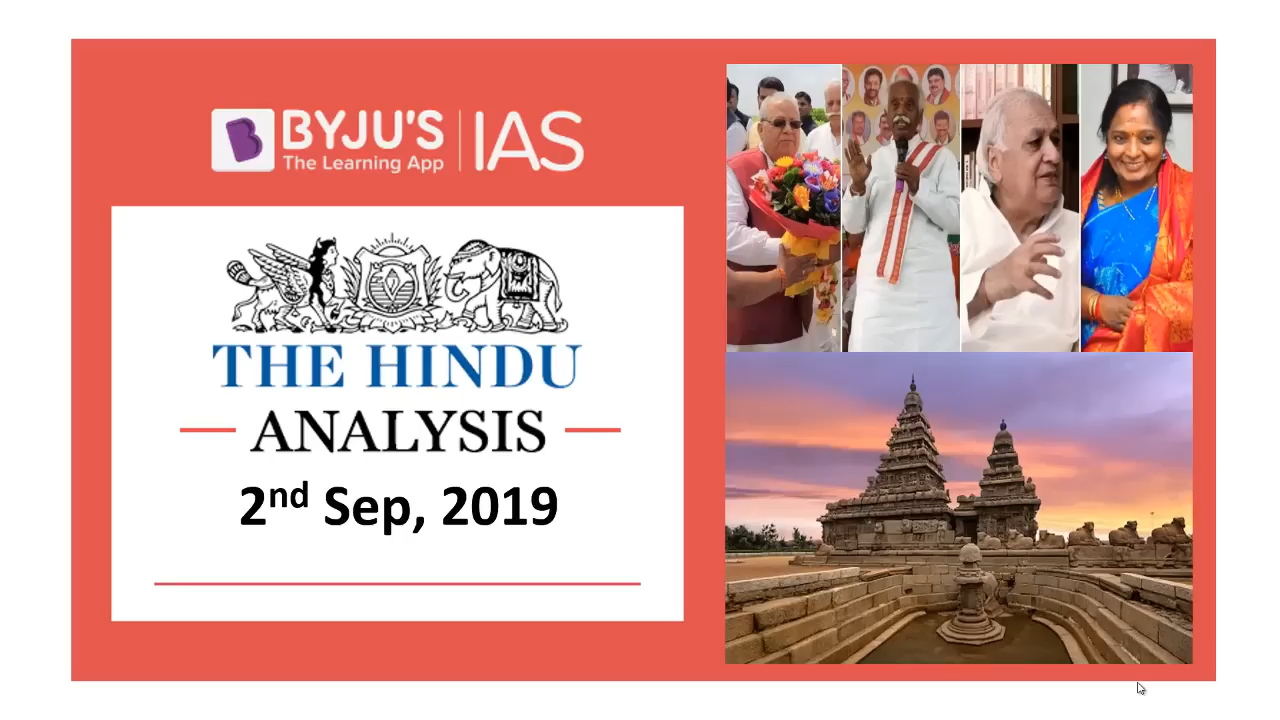 BYJU'S
The Learning App
IAS
THE HINDU
ANALYSIS
2nd Sep, 2019